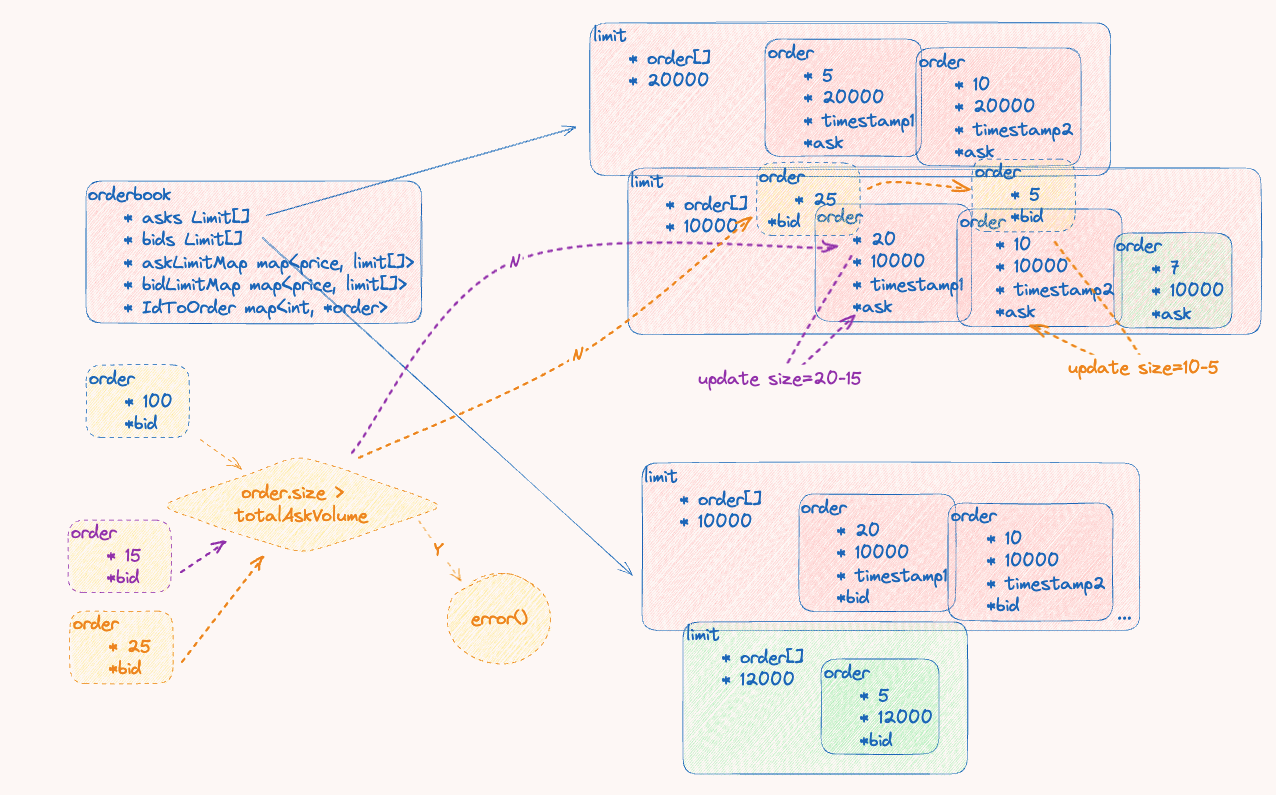 limit
* order[]
* 20000
order
* 5
* 20000
* timestamp1
*ask
order
* 10
* 20000
* timestamp2
*ask
orderbook
* asks Limit[]
* bids Limit[]
* askLimitMap map<price, limit[]>
* bidLimitMap map<price, limit[]>
* IdToOrder map<int, *order>
limit
* order[]
* 10000
order
* 25
*bid
order
* 5
*bid
order
* 20
* 10000
* timestamp1
*ask
order
* 10
* 10000
* timestamp2
*ask
order
* 7
* 10000
*ask
N
N
update size=20-15
update size=10-5
order
* 100
*bid
order.size >
totalAskVolume
order
* 15
*bid
order
* 25
*bid
Y
error()
limit
* order[]
* 10000
order
* 20
* 10000
* timestamp1
*bid
order
* 10
* 10000
* timestamp2
*bid
...
limit
* order[]
* 12000
order
* 5
* 12000
*bid